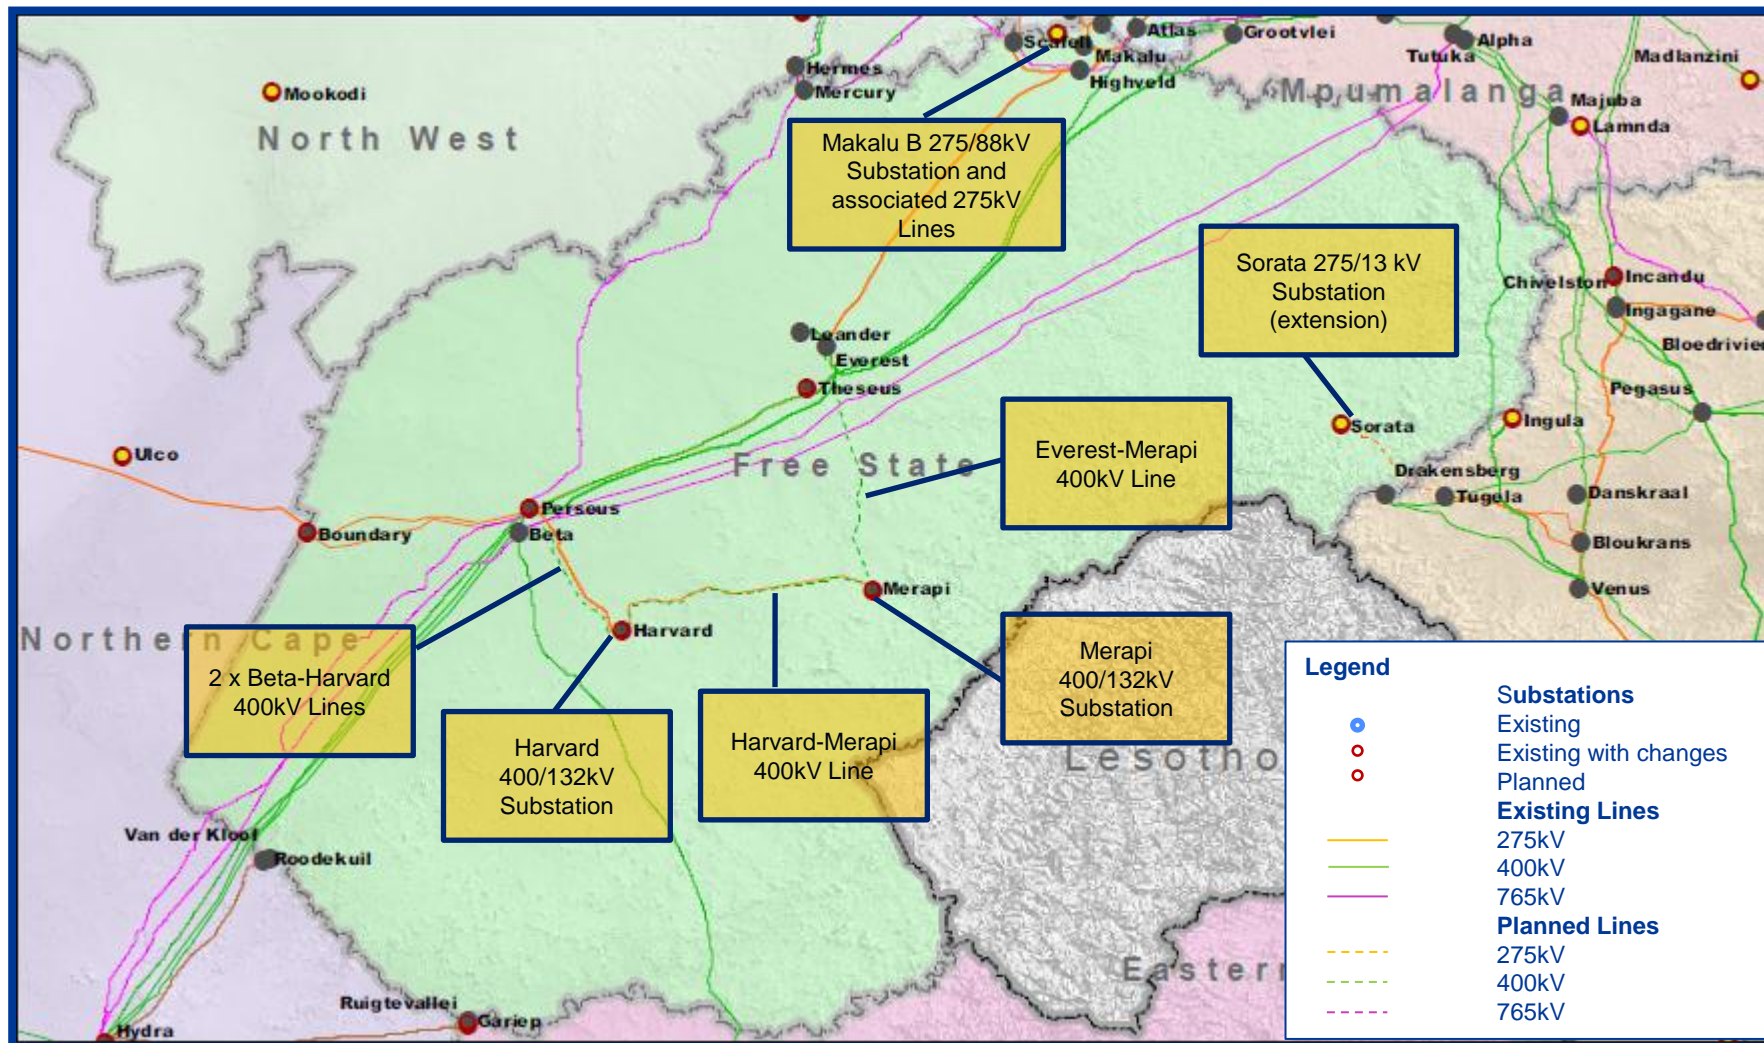 Scafell
Atlas
Grootvlei
Makalu
Tutuka
Alpha
Madlanzini
Hermes
Highveld
Mercury
Mookodi
Mpumalanga
Majuba
Lamnda
North West
Makalu B 275/88kV
Substation and
associated 275kV
Lines
Sorata 275/13 kV
Substation
(extension)
Chivelston
Incandu
Ingagane
Bloedrivier
Leander
Everest
Theseus
Pegasus
Everest-Merapi
400kV Line
Sorata
Ingula
Ulco
Free State
Drakensberg
Tugela
Danskraal
Perseus
Boundary
Beta
Bloukrans
Merapi
Venus
Harvard
Northern Cape
2 x Beta-Harvard
400kV Lines
Harvard
400/132kV
Substation
Harvard-Merapi
400kV Line
Merapi
400/132kV
Substation
Lesotho
Van der Kloof
Roodekuil
Eastern
Ruigtevallei
Gariep
Hydra
Legend
Substations
Existing
Existing with changes
Planned
Existing Lines
275kV
400kV
765kV
Planned Lines
275kV
400kV
765kV